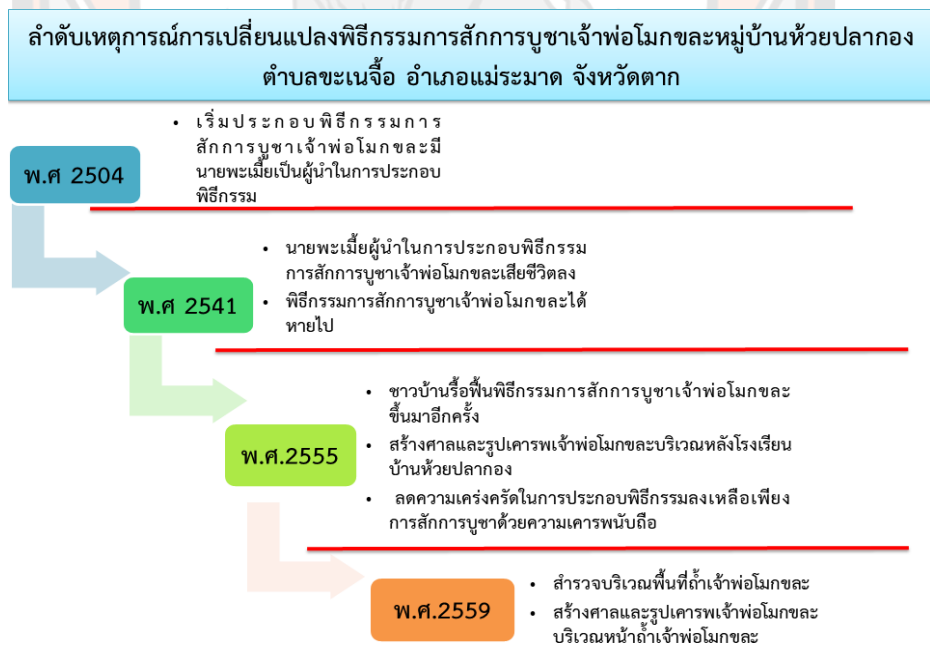 ลำดับเหตุการณ์การเปลี่ยนแปลงพิธีกรรมการสักการบูชาเจ้าพ่อโมกขละหมู่บ้านห้วยปลากอง
ตำบลขะเนจื้อ อำเภอแม่ระมาด จังหวัดตาก
พ.ศ 2504
• เริ่มประกอบพิธีกรรมการ
สักการบูชาเจ้าพ่อโมกขละมี
นายพะเมี้ยเป็นผู้นำในการประกอบ
พิธีกรรม
พ.ศ 2541
• นายพะเมี้ยผู้นำในการประกอบพิธีกรรม
การสักการบูชาเจ้าพ่อโมกขละเสียชีวิตลง
• พิธีกรรมการสักการบูชาเจ้าพ่อโมกขละได้
หายไป
พ.ศ.2555
• ชาวบ้านรื้อฟื้นพิธีกรรมการสักการบูชาเจ้าพ่อโมกขละ
ขึ้นมาอีกครั้ง
• สร้างศาลและรูปเคารพเจ้าพ่อโมกขละบริเวณหลังโรงเรียน
บ้านห้วยปลากอง
• ลดความเคร่งครัดในการประกอบพิธีกรรมลงเหลือเพียง
การสักการบูชาด้วยความเคารพนับถือ
พ.ศ.2559
• สำรวจบริเวณพื้นที่ถ้ำเจ้าพ่อโมกขละ
• สร้างศาลและรูปเคารพเจ้าพ่อโมกขละ
บริเวณหน้าถ้ำเจ้าพ่อโมกขละ